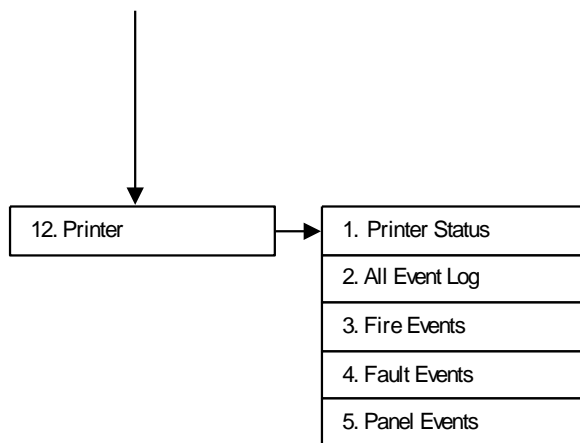 12. Printer
1. Printer Status
2. All Event Log
3. Fire Events
4. Fault Events
5. Panel Events